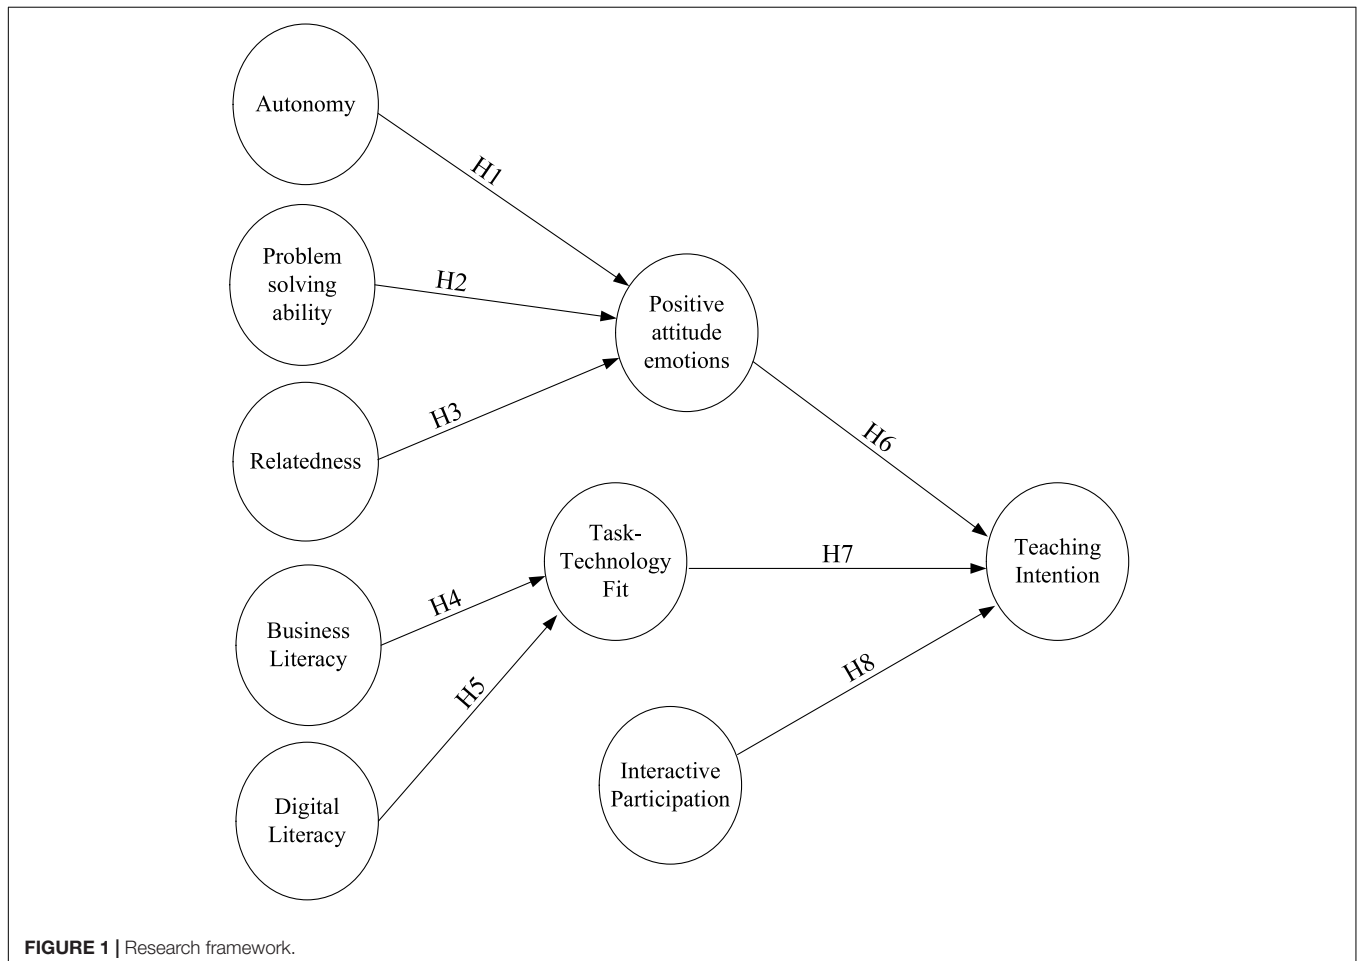 Autonomy
H1
Problem
solving
ability
H2
Positive
attitude
emotions
Relatedness
H3
H6
Task-
Technology
Fit
H7
Teaching
Intention
Business
Literacy
H4
H5
H8
Digital
Literacy
Interactive
Participation
FIGURE 1 | Research framework.